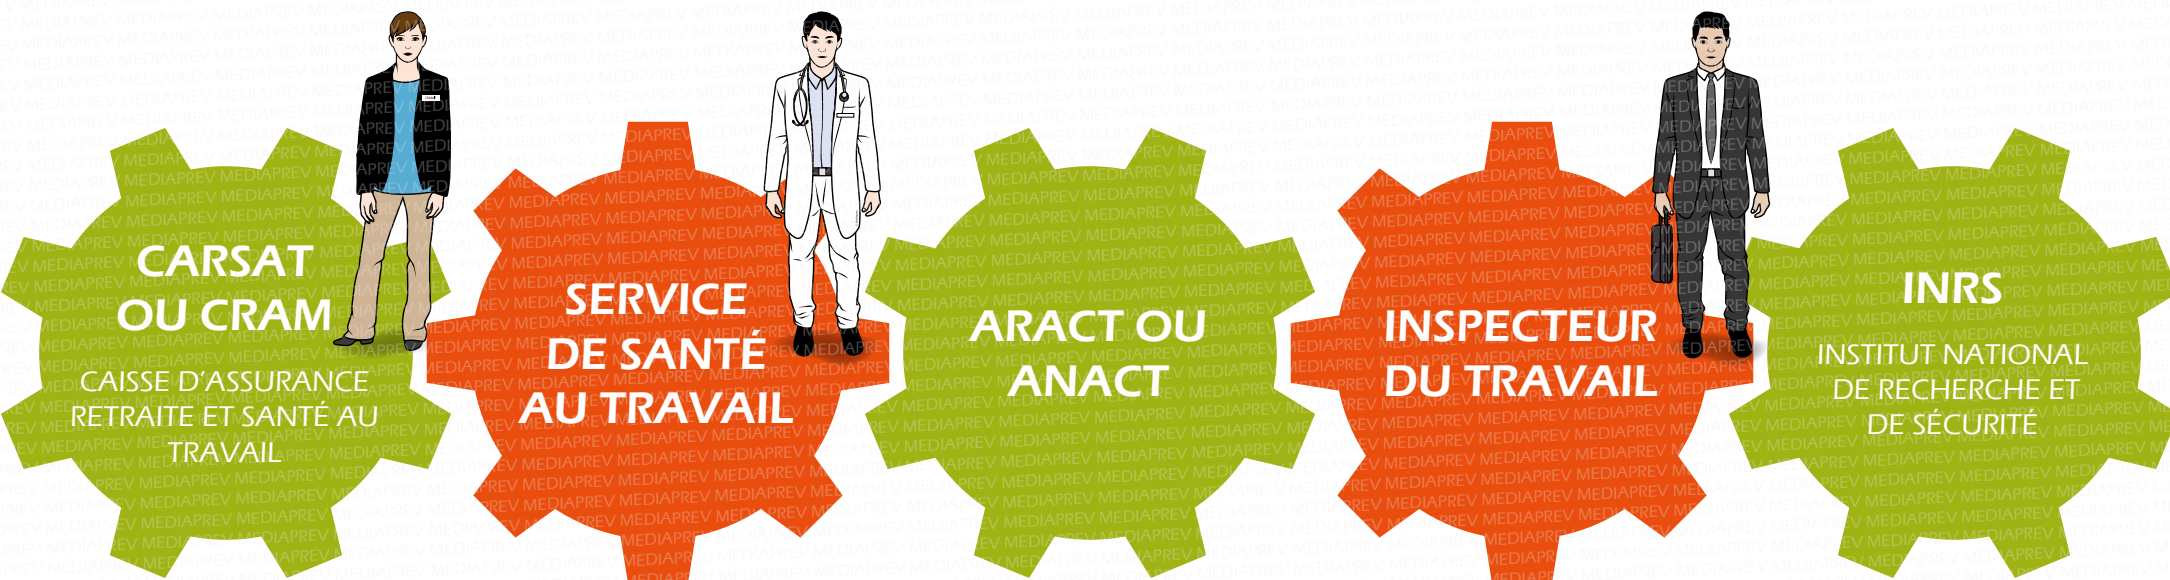 CARSAT
OU CRAM
CAISSE D'ASSURANCE
RETRAITE ET SANTÉ AU
TRAVAIL
SERVICE
DE SANTÉ
AU TRAVAIL
ARACT OU
ANACT
INSPECTEUR
DU TRAVAIL
INRS
INSTITUT NATIONAL
DE RECHERCHE ET
DE SÉCURITÉ
MEDIAPREV